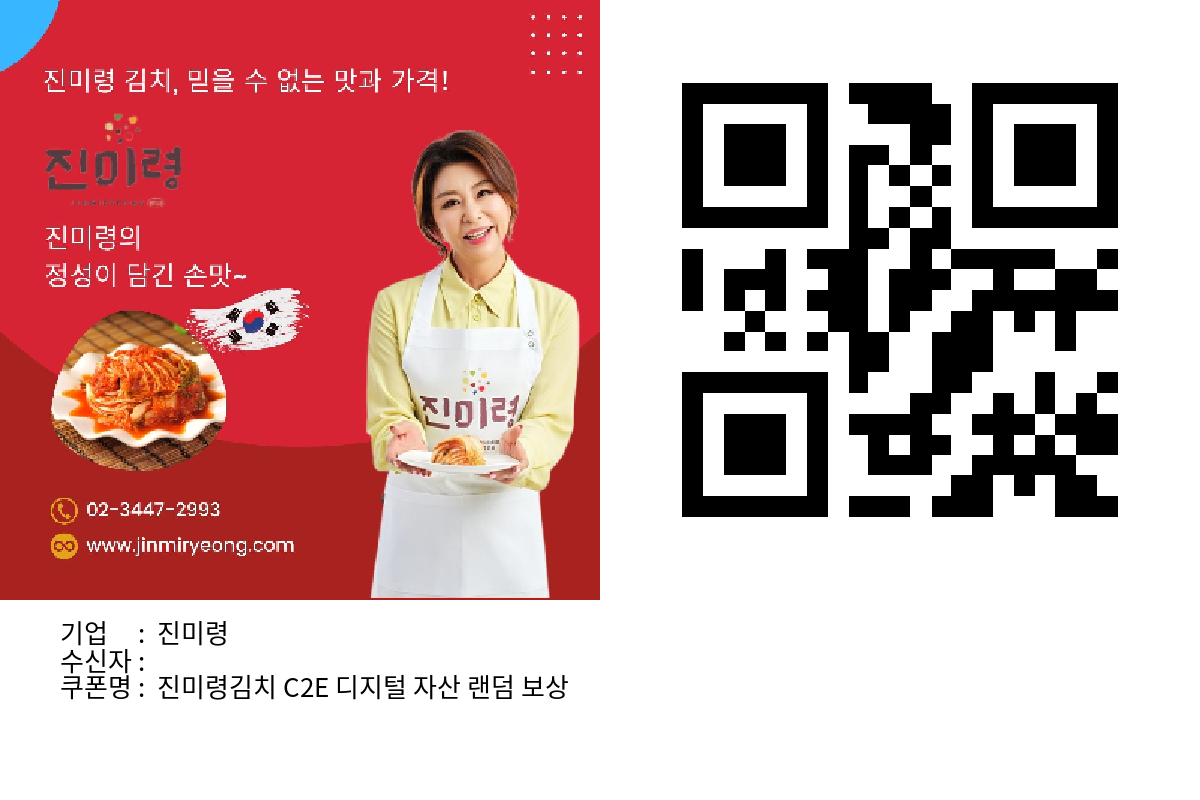 진미령 김치, 믿을 수 없는 맛과 가격!
진미령
진미령의
정성이 담긴 손맛~
진미령
02-3447-2993
www.jinmiryeong.com
기업 : 진미령
수신자 :
쿠폰명 : 진미령김치 C2E 디지털 자산 랜덤 보상